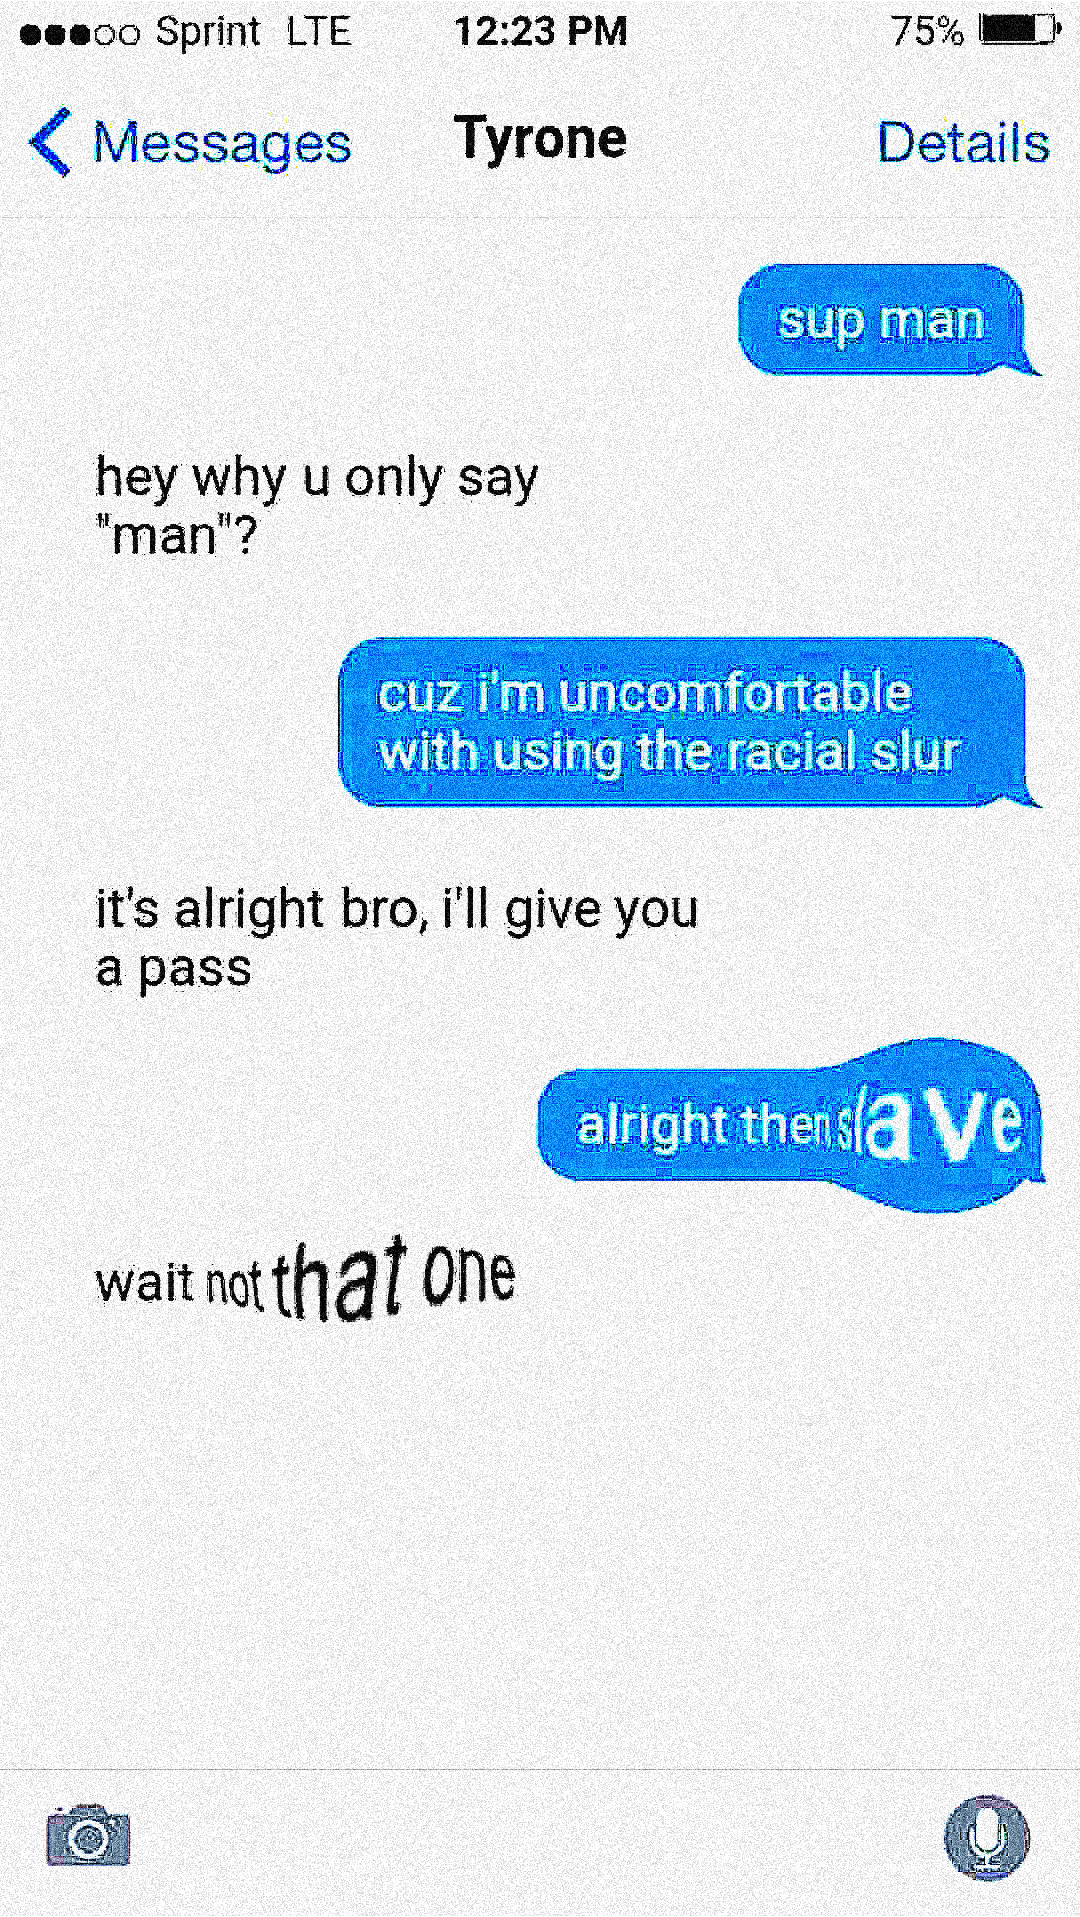 Sprint LTE 12:23 PM 75%
Messages Tyrone Details
sup man
hey why u only say
"man"?
cuz i'm uncomfortable
with using the racial slur
it's alright bro, i'll give you
a pass
alright then slave
wait not that one